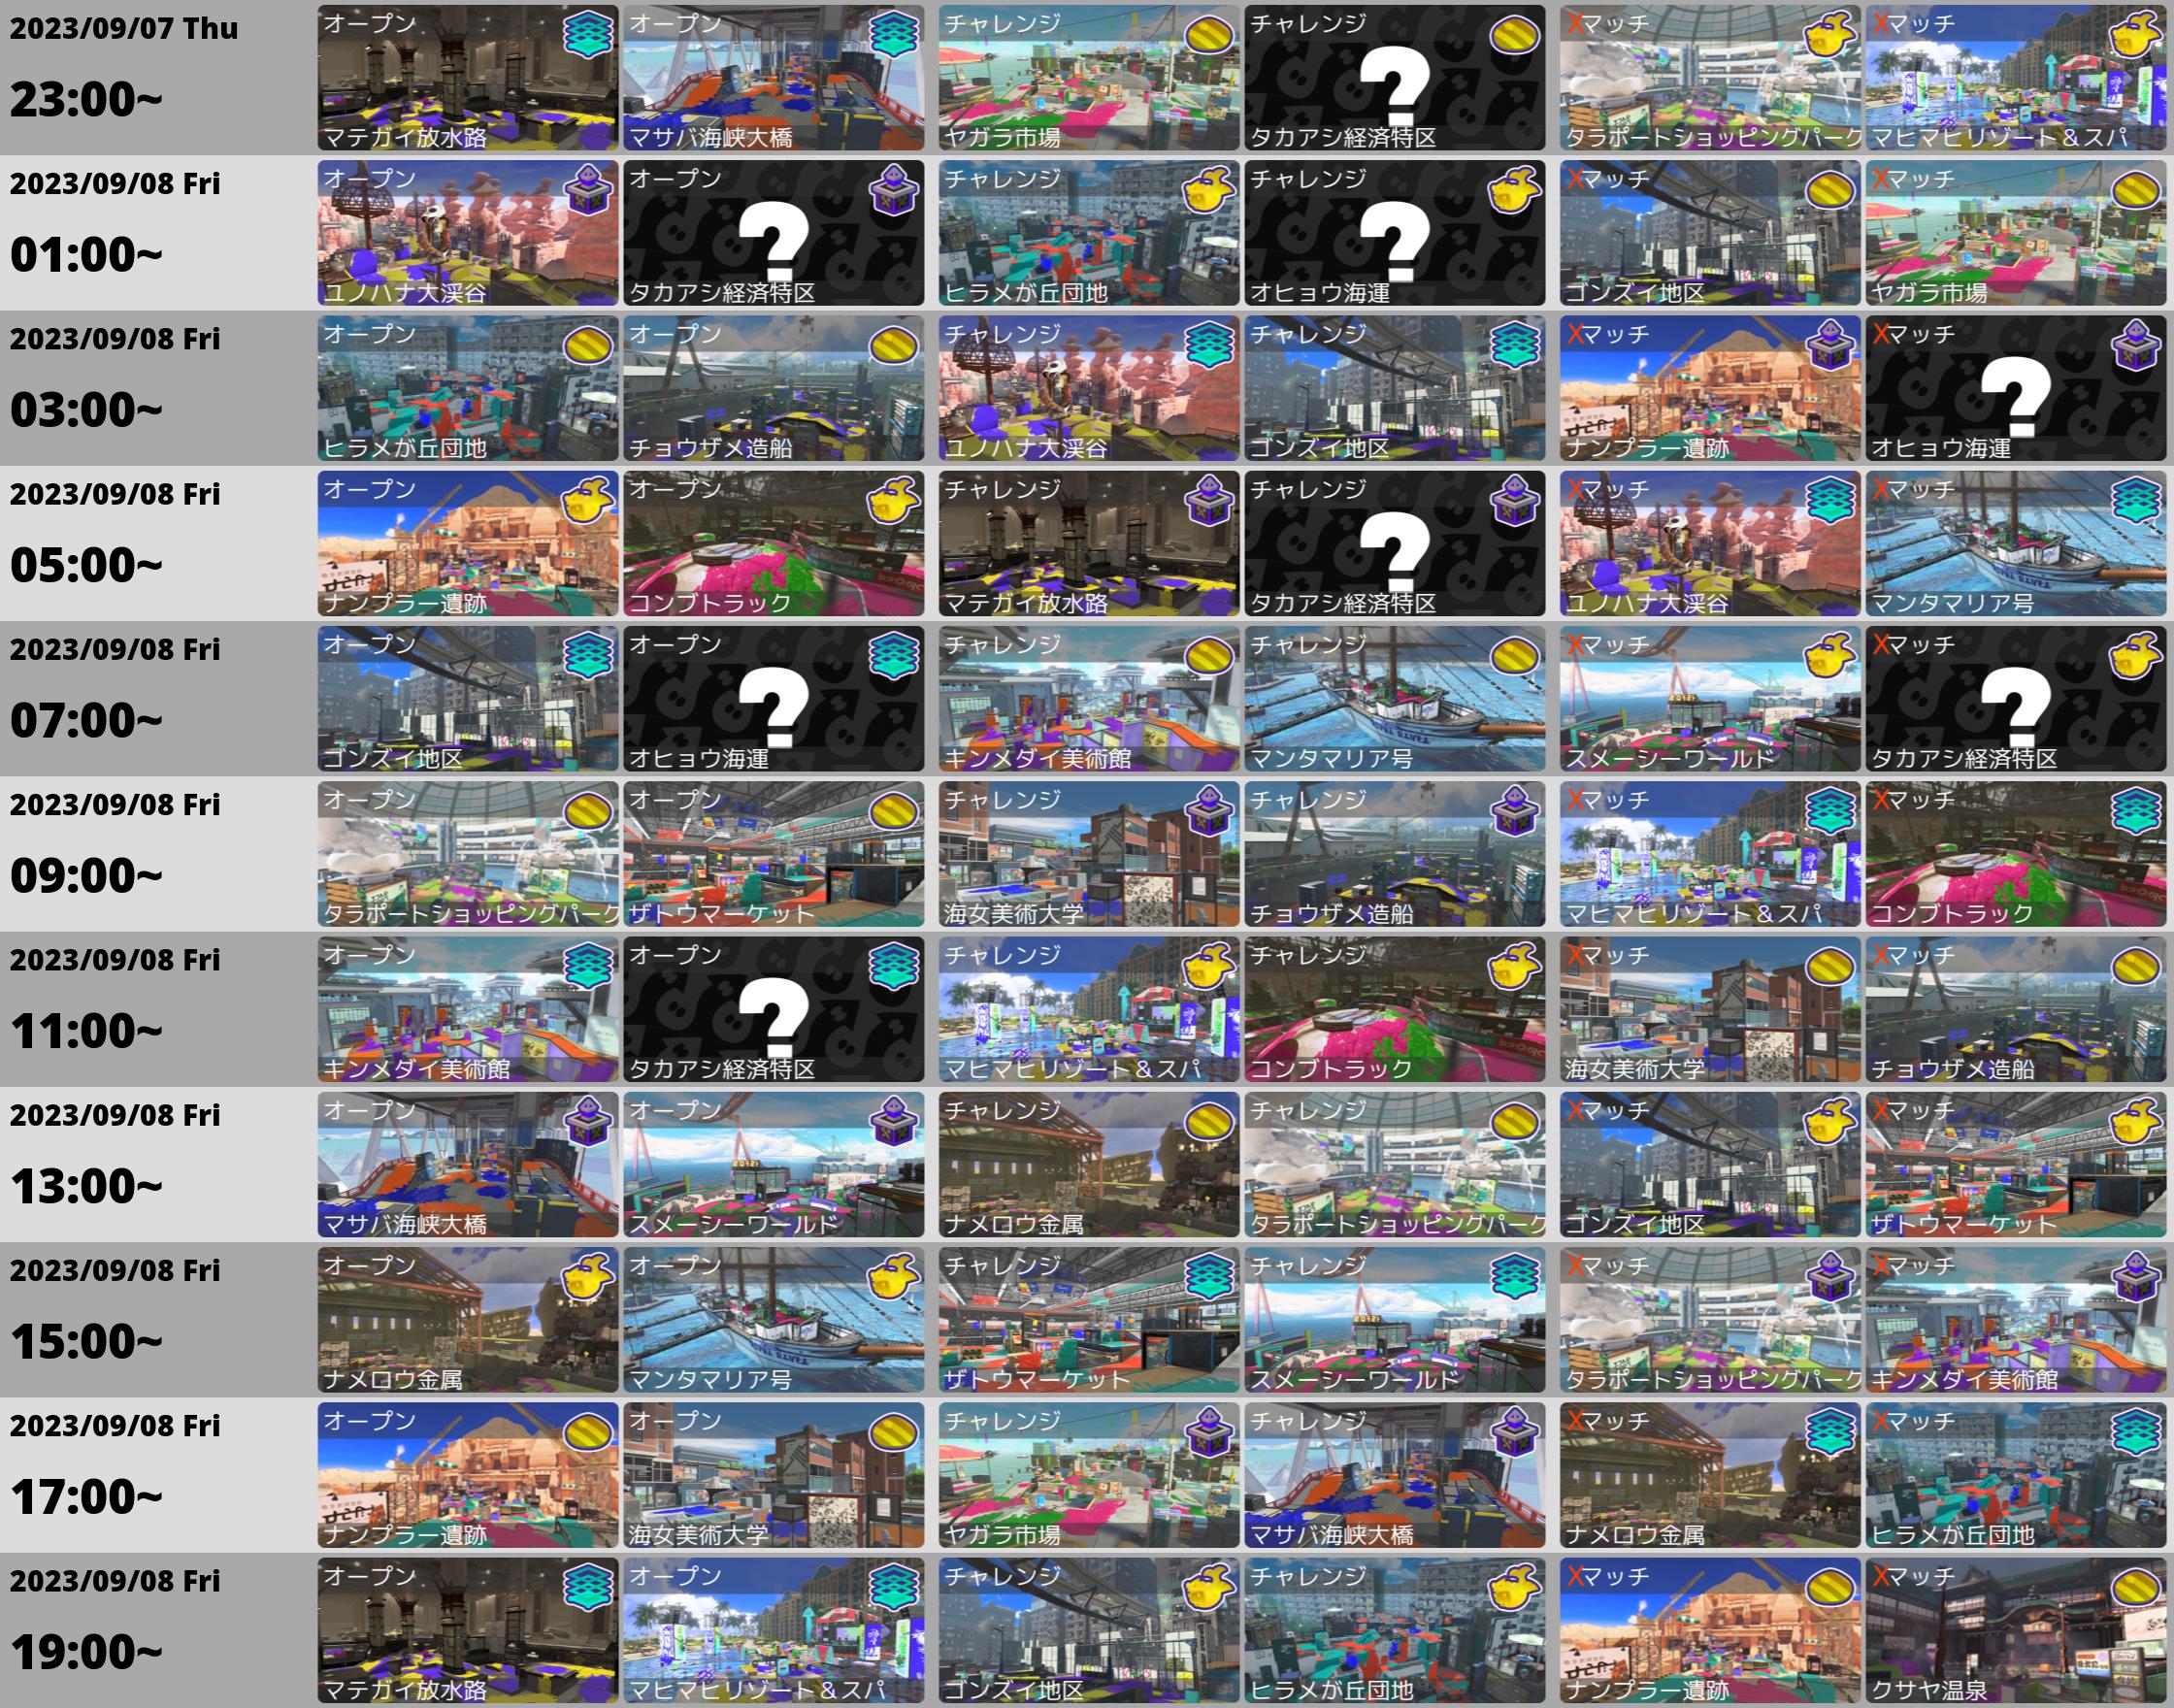 2023/09/07 Thu
23:00~
オープン
マテガイ放水路
オープン
マサバ海峡大橋
チャレンジ
ヤガラ市場
チャレンジ
タカアシ経済特区
Xマッチ
タラポートショッピングパーク
Xマッチ
マヒマヒリゾート&スパ
2023/09/08 Fri
01:00~
オープン
ユノハナ大渓谷
オープン
タカアシ経済特区
チャレンジ
ヒラメが丘団地
チャレンジ
オヒョウ海運
Xマッチ
ゴンズイ地区
Xマッチ
ヤガラ市場
2023/09/08 Fri
03:00~
オープン
ヒラメが丘団地
オープン
チョウザメ造船
チャレンジ
ユノハナ大渓谷
チャレンジ
ゴンズイ地区
Xマッチ
ナンプラー遺跡
Xマッチ
オヒョウ海運
2023/09/08 Fri
05:00~
オープン
ナンプラー遺跡
オープン
コンブトラック
チャレンジ
マテガイ放水路
チャレンジ
タカアシ経済特区
Xマッチ
ユノハナ大渓谷
Xマッチ
マンタマリア号
2023/09/08 Fri
07:00~
オープン
ゴンズイ地区
オープン
オヒョウ海運
チャレンジ
キンメダイ美術館
チャレンジ
マンタマリア号
Xマッチ
スメーシーワールド
Xマッチ
タカアシ経済特区
2023/09/08 Fri
09:00~
オープン
タラポートショッピングパーク
オープン
ザトウマーケット
チャレンジ
海女美術大学
チャレンジ
チョウザメ造船
Xマッチ
マヒマヒリゾート&スパ
Xマッチ
コンブトラック
2023/09/08 Fri
11:00~
オープン
キンメダイ美術館
オープン
タカアシ経済特区
チャレンジ
マヒマヒリゾート&スパ
チャレンジ
コンブトラック
Xマッチ
海女美術大学
Xマッチ
チョウザメ造船
2023/09/08 Fri
13:00~
オープン
マサバ海峡大橋
オープン
スメーシーワールド
チャレンジ
ナメロウ金属
チャレンジ
タラポートショッピングパーク
Xマッチ
ゴンズイ地区
Xマッチ
ザトウマーケット
2023/09/08 Fri
15:00~
オープン
ナメロウ金属
オープン
マンタマリア号
チャレンジ
ザトウマーケット
チャレンジ
スメーシーワールド
Xマッチ
タラポートショッピングパーク
Xマッチ
キンメダイ美術館
2023/09/08 Fri
17:00~
オープン
ナンプラー遺跡
オープン
海女美術大学
チャレンジ
ヤガラ市場
チャレンジ
マサバ海峡大橋
Xマッチ
ナメロウ金属
Xマッチ
ヒラメが丘団地
2023/09/08 Fri
19:00~
オープン
マテガイ放水路
オープン
マヒマヒリゾート&スパ
チャレンジ
ゴンズイ地区
チャレンジ
ヒラメが丘団地
Xマッチ
ナンプラー遺跡
Xマッチ
クサヤ温泉